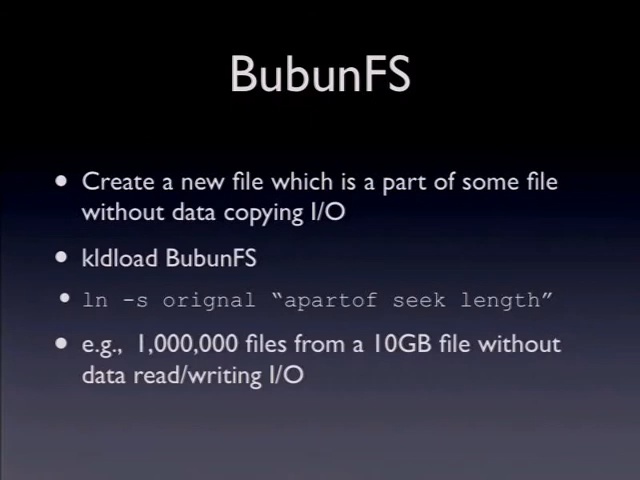 BubunFS
• Create a new file which is a part of some file
without data copying I/O
• kldload BubunFS
• ln -s orignal “apartof seek length”
• e.g., 1,000,000 files from a 10GB file without
data read/writing I/O